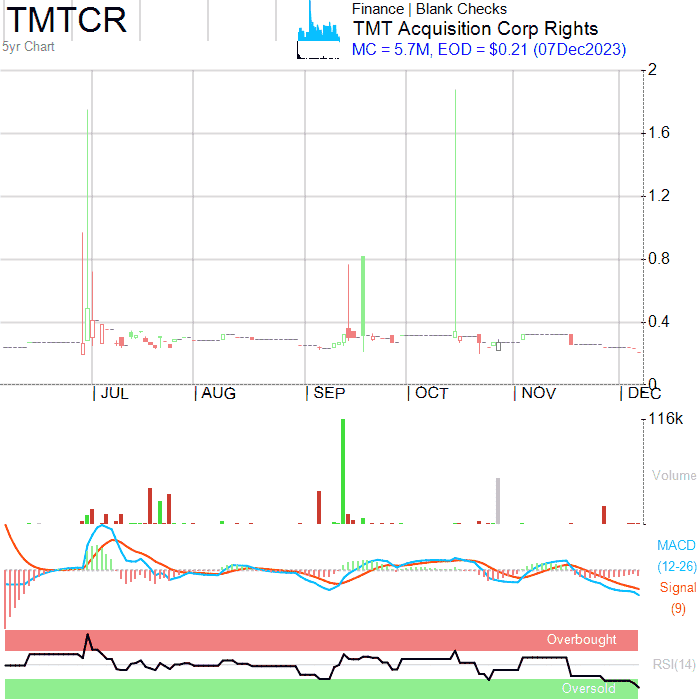 TMTCR
5yr Chart
Finance | Blank Checks
TMT Acquisition Corp Rights
MC = 5.7M, EOD = $0.21 (07Dec2023)
2
1.6
1.2
0.8
0.4
0
JUL
AUG
SEP
OCT
NOV
DEC
116k
Volume
MACD
(12-26)
Signal
(9)
Overbought
RSI(14)
Oversold